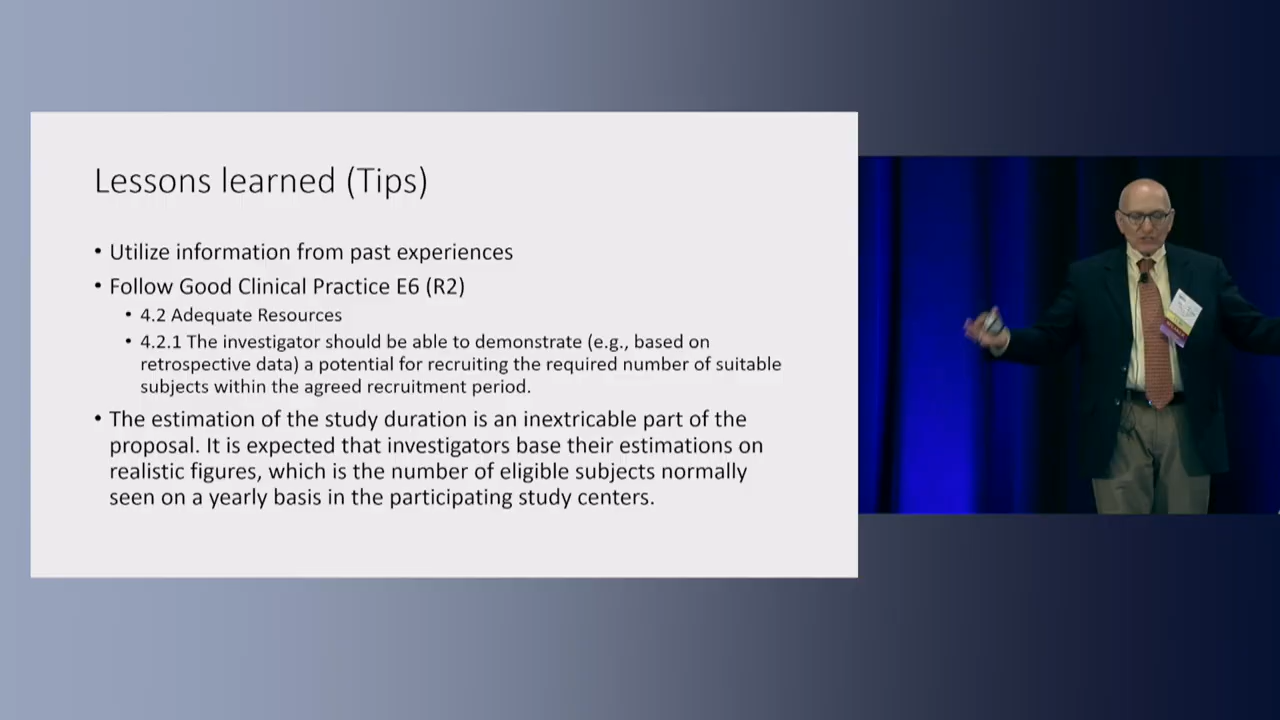 Lessons learned (Tips)
• Utilize information from past experiences
• Follow Good Clinical Practice E6 (R2)
• 4.2 Adequate Resources
• 4.2.1 The investigator should be able to demonstrate (e.g., based on
retrospective data) a potential for recruiting the required number of suitable
subjects within the agreed recruitment period.
• The estimation of the study duration is an inextricable part of the
proposal. It is expected that investigators base their estimations on
realistic figures, which is the number of eligible subjects normally
seen on a yearly basis in the participating study centers.